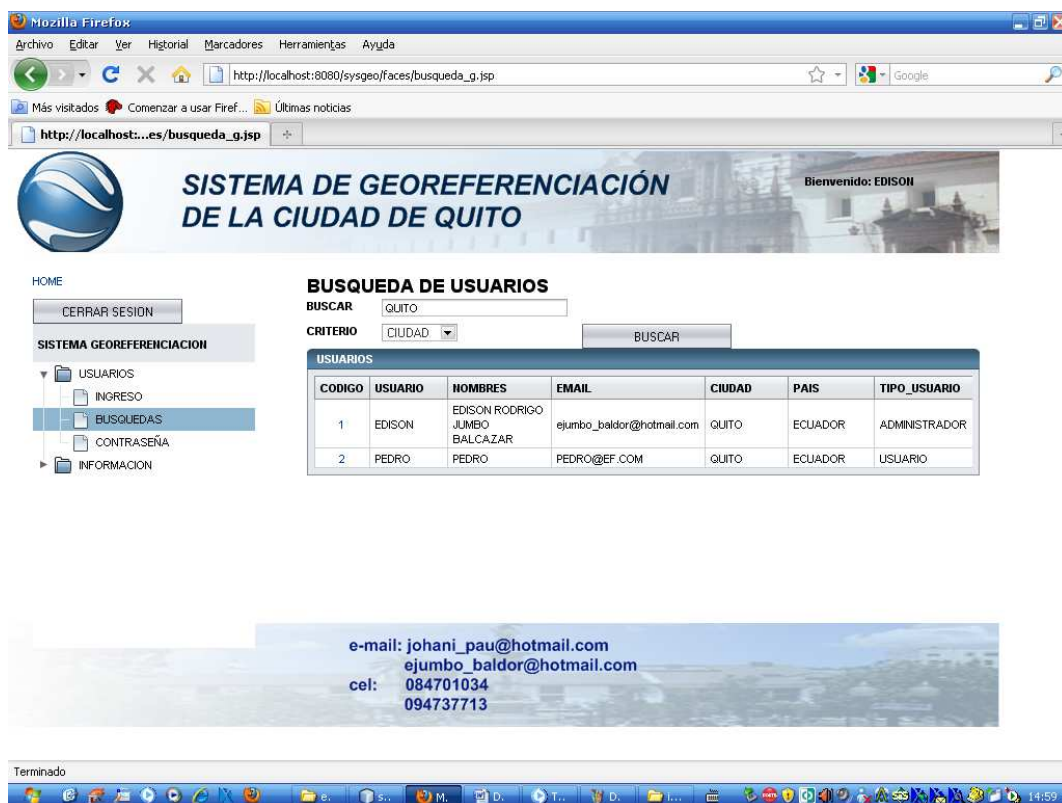 Mozilla Firefox
Archivo Editar Ver Historial Marcadores Herramientas Ayuda
http://localhost:8080/sysgeo/faces/busqueda_g.jsp
Google
Más visitados Comenzar a usar Firef... Últimas noticias
http://localhost:...es/busqueda_g.jsp
SISTEMA DE GEOREFERENCIACIÓN
DE LA CIUDAD DE QUITO
Bienvenido: EDISON
HOME
CERRAR SESION
SISTEMA GEOREFERENCIACION
USUARIOS
INGRESO
BUSQUEDAS
CONTRASEÑA
INFORMACION
BUSQUEDA DE USUARIOS
BUSCAR QUITO
CRITERIO CIUDAD BUSCAR
USUARIOS
CODIGO USUARIO NOMBRES EMAIL CIUDAD PAIS TIPO_USUARIO
1 EDISON EDISON RODRIGO JUMBO BALCAZAR ejumbo_baldor@hotmail.com QUITO ECUADOR ADMINISTRADOR
2 PEDRO PEDRO PEDRO@EF.COM QUITO ECUADOR USUARIO
e-mail: johani_pau@hotmail.com
ejumbo_baldor@hotmail.com
cel: 084701034
094737713
Terminado
e. s.. M. D. T.. D. i... 14:59